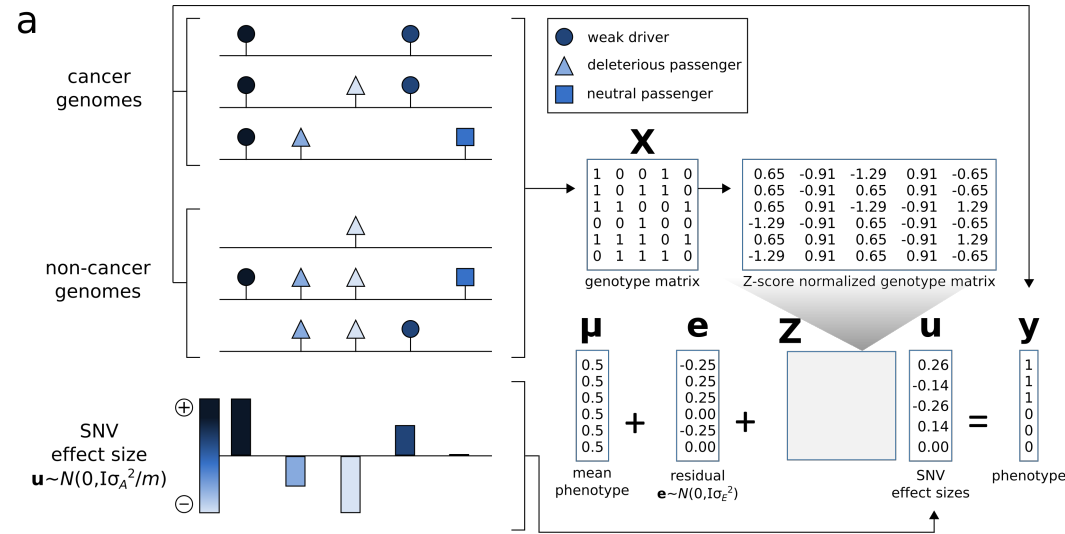 a
cancer
genomes
non-cancer
genomes
weak driver
deleterious passenger
neutral passenger
X
1 0 0 1 0
1 0 1 1 0
1 1 0 0 1
0 0 1 0 0
1 1 1 0 1
0 1 1 1 0
genotype matrix
0.65 -0.91 -1.29 0.91 -0.65
0.65 -0.91 0.65 0.91 -0.65
0.65 0.91 -1.29 -0.91 1.29
-1.29 -0.91 0.65 -0.91 -0.65
0.65 0.91 0.65 -0.91 1.29
-1.29 0.91 0.65 0.91 -0.65
Z-score normalized genotype matrix
SNV
effect size
u~N(0,Iσ_A²/m)
+
−
μ
0.5
0.5
0.5
0.5
0.5
0.5
mean
phenotype
+
e
-0.25
0.25
0.25
0.00
-0.25
0.00
residual
e~N(0,Iσ_E²)
+
Z
u
0.26
-0.14
-0.26
0.14
0.00
SNV
effect sizes
=
y
1
1
1
0
0
0
phenotype